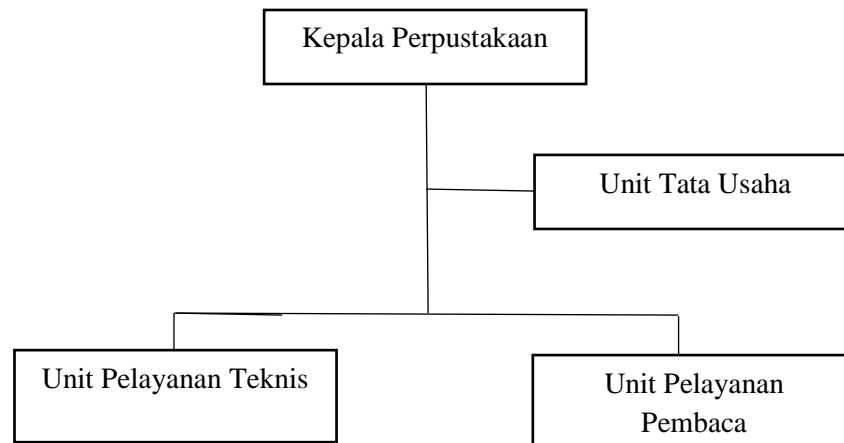 Kepala Perpustakaan
Unit Tata Usaha
Unit Pelayanan Teknis
Unit Pelayanan
Pembaca